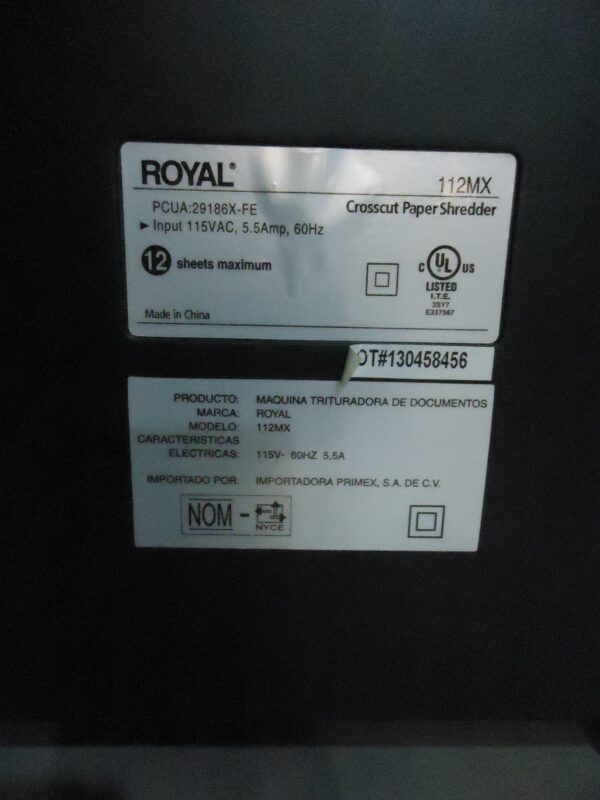 ROYAL®
112MX
PCUA:29186X-FE
Crosscut Paper Shredder
▶ Input 115VAC, 5.5Amp, 60Hz
12 sheets maximum
C UL US
LISTED
I.T.E.
3SY7
E337567
Made in China
OT#130458456
PRODUCTO: MAQUINA TRITURADORA DE DOCUMENTOS
MARCA: ROYAL
MODELO: 112MX
CARACTERISTICAS
ELECTRICAS: 115V- 60HZ 5,5A
IMPORTADO POR: IMPORTADORA PRIMEX, S.A. DE C.V.
NOM -
NYCE